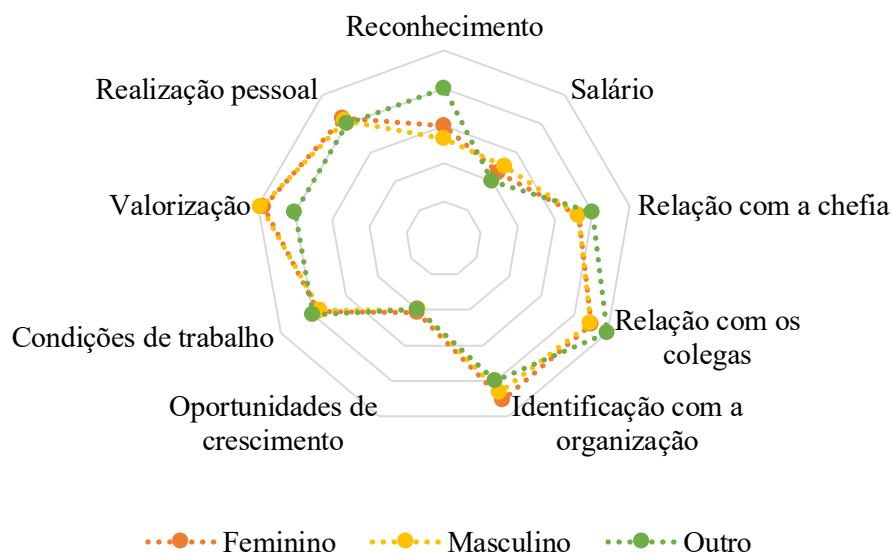 Reconhecimento
Salário
Relação com a chefia
Relação com os
colegas
Identificação com a
organização
Oportunidades de
crescimento
Condições de trabalho
Valorização
Realização pessoal
Feminino
Masculino
Outro